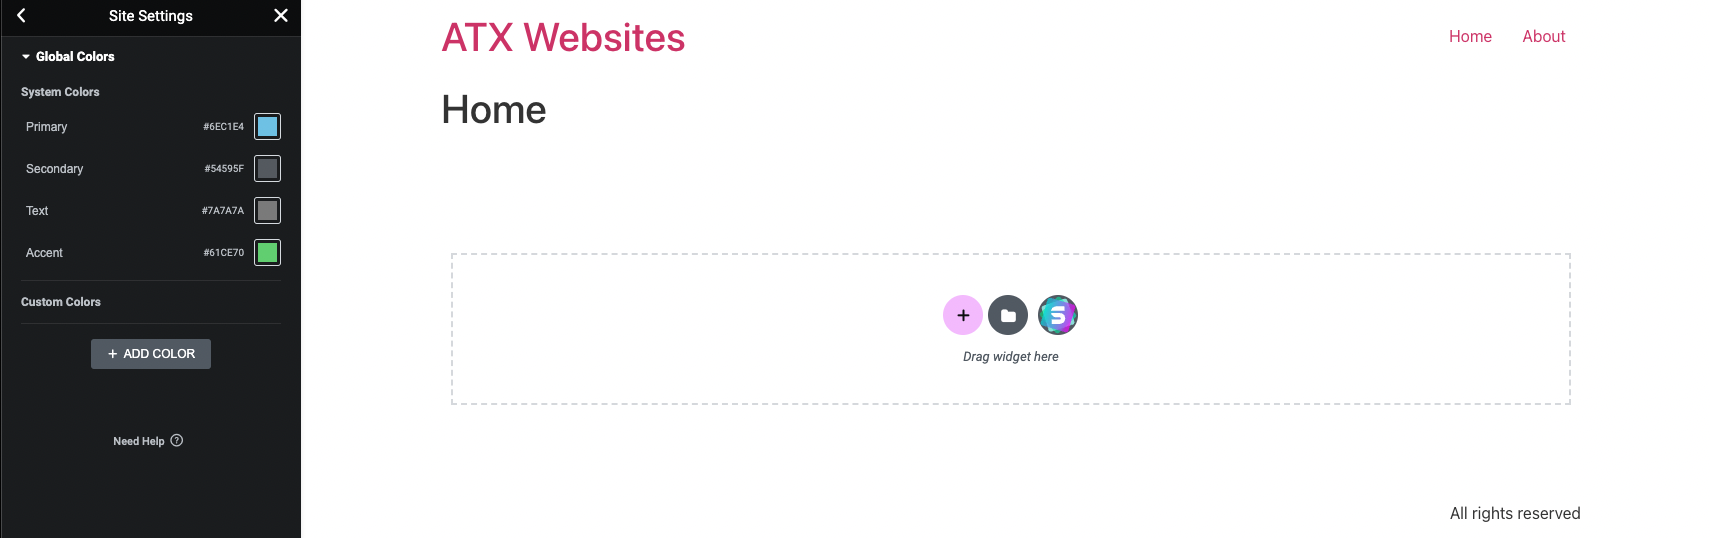 Site Settings
Global Colors
System Colors
Primary #6EC1E4
Secondary #54595F
Text #7A7A7A
Accent #61CE70
Custom Colors
+ ADD COLOR
Need Help ?
ATX Websites
Home About
Home
+ S
Drag widget here
All rights reserved